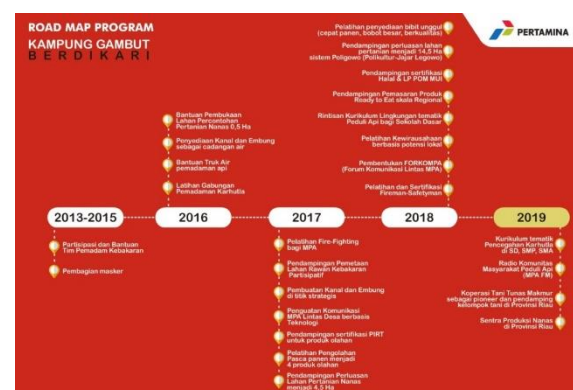 ROAD MAP PROGRAM
KAMPUNG GAMBUT
BERDIKARI
PERTAMINA
Pelatihan penyediaan bibit unggul
(cepat panen, bobot besar, berkualitas)
Pendampingan perluasan lahan
pertanian menjadi 14,5 Ha
sistem Peligowo (Polikultur-Jajar Legowo)
Pendampingan sertifikasi
Halal & LP POM MUI
Pendampingan Pemasaran Produk
Ready to Eat skala Regional
Rintisan Kurikulum Lingkungan tematik
Peduli Api bagi Sekolah Dasar
Pelatihan Kewirausahaan
berbasis potensi lokal
Pembentukan FORKOMPA
(Forum Komunikasi Lintas MPA)
Pelatihan dan Sertifikasi
Fireman-Safetyman
Bantuan Pembukaan
Lahan Percontohan
Pertanian Nanas 0,5 Ha
Penyediaan Kanal dan Embung
sebagai cadangan air
Bantuan Truk Air
pemadaman api
Latihan Gabungan
Pemadaman Karhutla
2013-2015
2016
2017
2018
2019
Partisipasi dan Bantuan
Tim Pemadam Kebakaran
Pembagian masker
Pelatihan Fire-Fighting
bagi MPA
Pendampingan Pemetaan
Lahan Rawan Kebakaran
Partisipatif
Pembuatan Kanal dan Embung
di titik strategis
Penguatan Komunikasi
MPA Lintas Desa berbasis
Teknologi
Pendampingan sertifikasi PIRT
untuk produk olahan
Pelatihan Pengolahan
Pasca panen menjadi
4 produk olahan
Pendampingan Perluasan
Lahan Pertanian Nanas
menjadi 4,5 Ha
Kurikulum tematik
Pencegahan Karhutla
di SD, SMP, SMA
Radio Komunitas
Masyarakat Peduli Api
(MPA FM)
Koperasi Tani Tunas Makmur
sebagai pioneer dan pendamping
kelompok tani di Provinsi Riau
Sentra Produksi Nanas
di Provinsi Riau